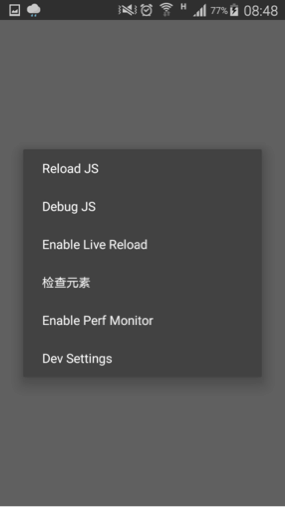 H 77% 08:48
Reload JS
Debug JS
Enable Live Reload
检查元素
Enable Perf Monitor
Dev Settings